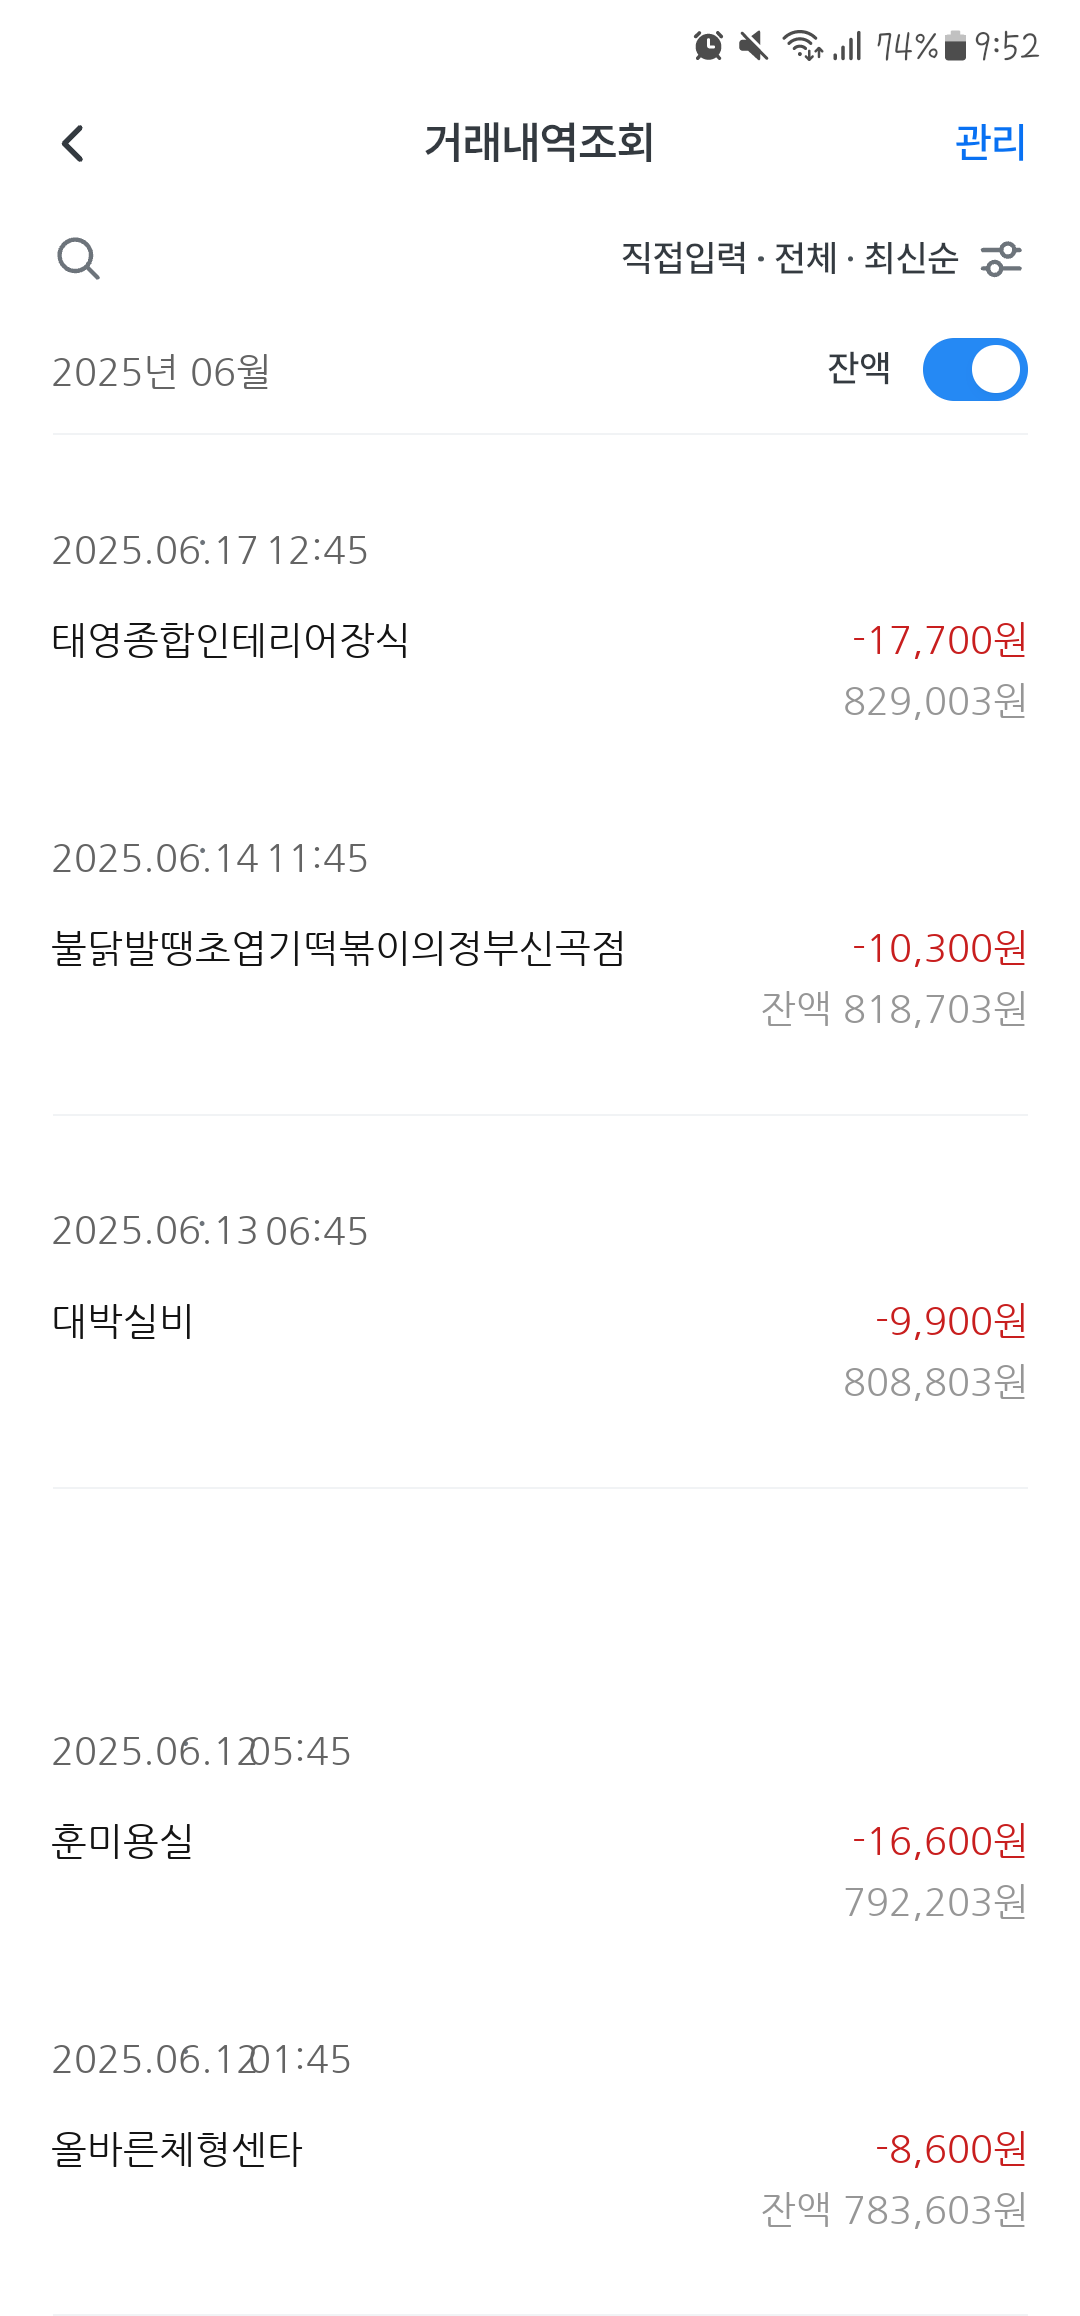 74% 9:52
거래내역조회 관리
직접입력 · 전체 · 최신순
2025년 06월 잔액
2025.06.17 · 12:45
태영종합인테리어장식 -17,700원
829,003원
2025.06.14 · 11:45
불닭발땡초엽기떡볶이의정부신곡점 -10,300원
잔액 818,703원
2025.06.13 · 06:45
대박실비 -9,900원
808,803원
2025.06.12 · 05:45
훈미용실 -16,600원
792,203원
2025.06.12 · 01:45
올바른체형센타 -8,600원
잔액 783,603원